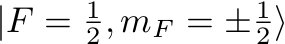 |F = 1/2, m_F = ±1/2⟩